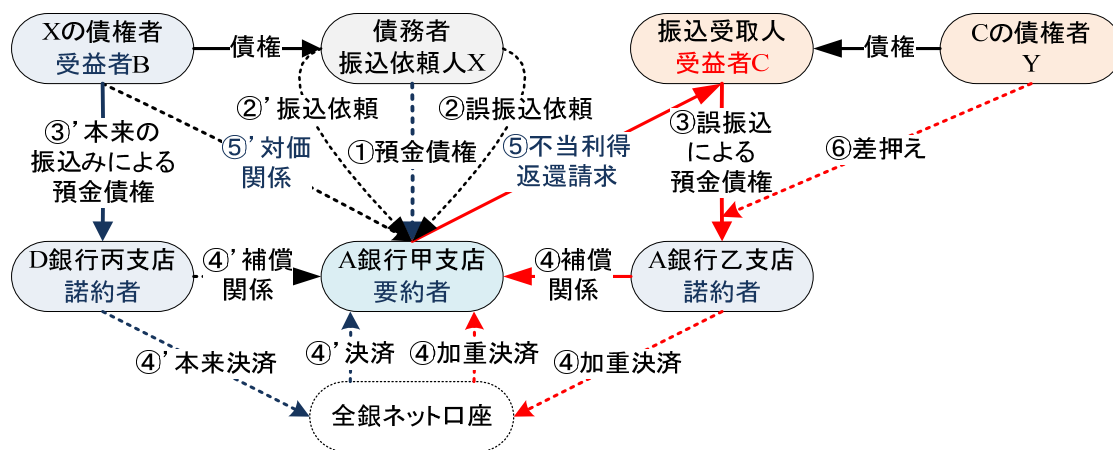 Xの債権者
受益者B
債権
債務者
振込依頼人X
振込受取人
受益者C
債権
Cの債権者
Y
②’振込依頼
②誤振込依頼
③’本来の
振込みによる
預金債権
⑤’対価
関係
①預金債権
⑤不当利得
返還請求
③誤振込
による
預金債権
⑥差押え
D銀行丙支店
諾約者
④’補償
関係
A銀行甲支店
要約者
④補償
関係
A銀行乙支店
諾約者
④’本来決済
④’決済
④加重決済
④加重決済
全銀ネット口座